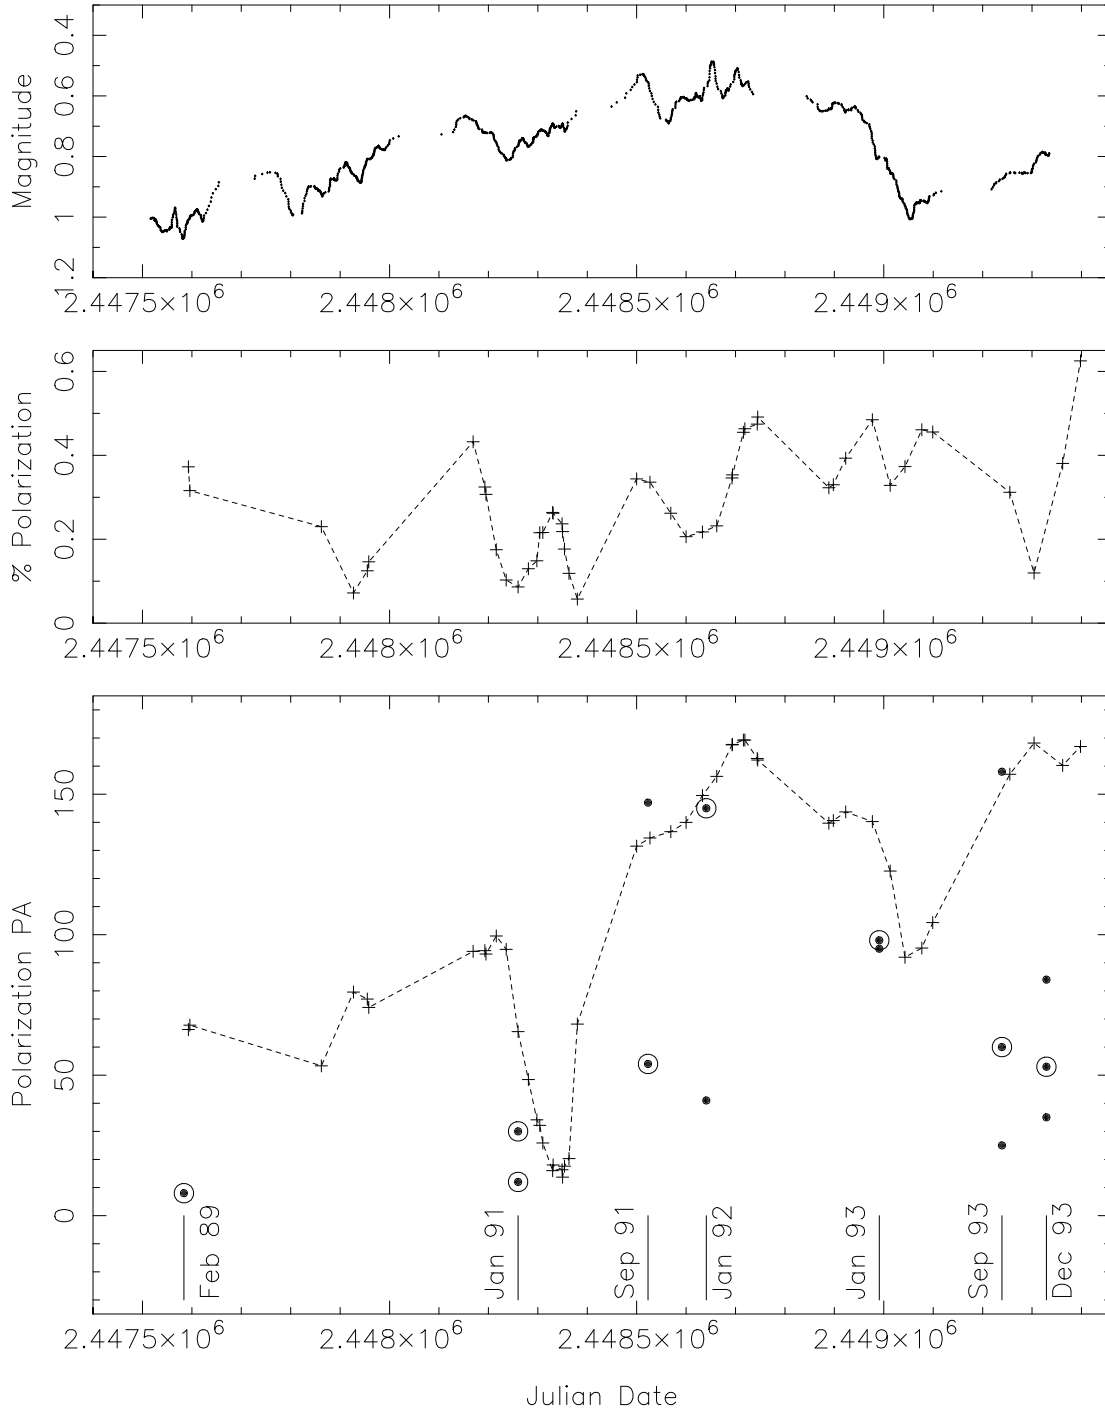 Magnitude
0.4
0.6
0.8
1
1.2
2.4475×10⁶
2.448×10⁶
2.4485×10⁶
2.449×10⁶
% Polarization
0.6
0.4
0.2
0
2.4475×10⁶
2.448×10⁶
2.4485×10⁶
2.449×10⁶
Polarization PA
150
100
50
0
Feb 89
Jan 91
Sep 91
Jan 92
Jan 93
Sep 93
Dec 93
2.4475×10⁶
2.448×10⁶
2.4485×10⁶
2.449×10⁶
Julian Date